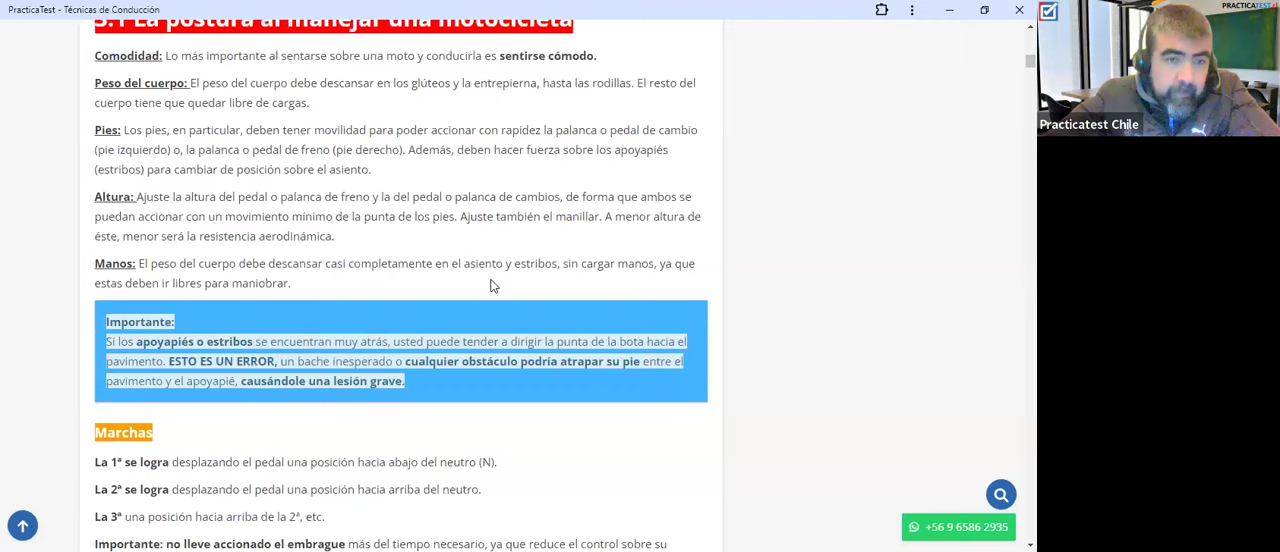 PracticaTest - Técnicas de Conducción
3.1 La postura al manejar una motocicleta
Comodidad: Lo más importante al sentarse sobre una moto y conducirla es sentirse cómodo.
Peso del cuerpo: El peso del cuerpo debe descansar en los glúteos y la entrepierna, hasta las rodillas. El resto del
cuerpo tiene que quedar libre de cargas.
Pies: Los pies, en particular, deben tener movilidad para poder accionar con rapidez la palanca o pedal de cambio
(pie izquierdo) o, la palanca o pedal de freno (pie derecho). Además, deben hacer fuerza sobre los apoyapiés
(estribos) para cambiar de posición sobre el asiento.
Altura: Ajuste la altura del pedal o palanca de freno y la del pedal o palanca de cambios, de forma que ambos se
puedan accionar con un movimiento mínimo de la punta de los pies. Ajuste también el manillar. A menor altura de
éste, menor será la resistencia aerodinámica.
Manos: El peso del cuerpo debe descansar casi completamente en el asiento y estribos, sin cargar manos, ya que
estas deben ir libres para maniobrar.
Importante:
Si los apoyapiés o estribos se encuentran muy atrás, usted puede tender a dirigir la punta de la bota hacia el
pavimento. ESTO ES UN ERROR, un bache inesperado o cualquier obstáculo podría atrapar su pie entre el
pavimento y el apoyapié, causándole una lesión grave.
Marchas
La 1ª se logra desplazando el pedal una posición hacia abajo del neutro (N).
La 2ª se logra desplazando el pedal una posición hacia arriba del neutro.
La 3ª una posición hacia arriba de la 2ª, etc.
Importante: no lleve accionado el embrague más del tiempo necesario, ya que reduce el control sobre su
+56 9 6586 2935
PRACTICATEST.cl
Practicatest Chile